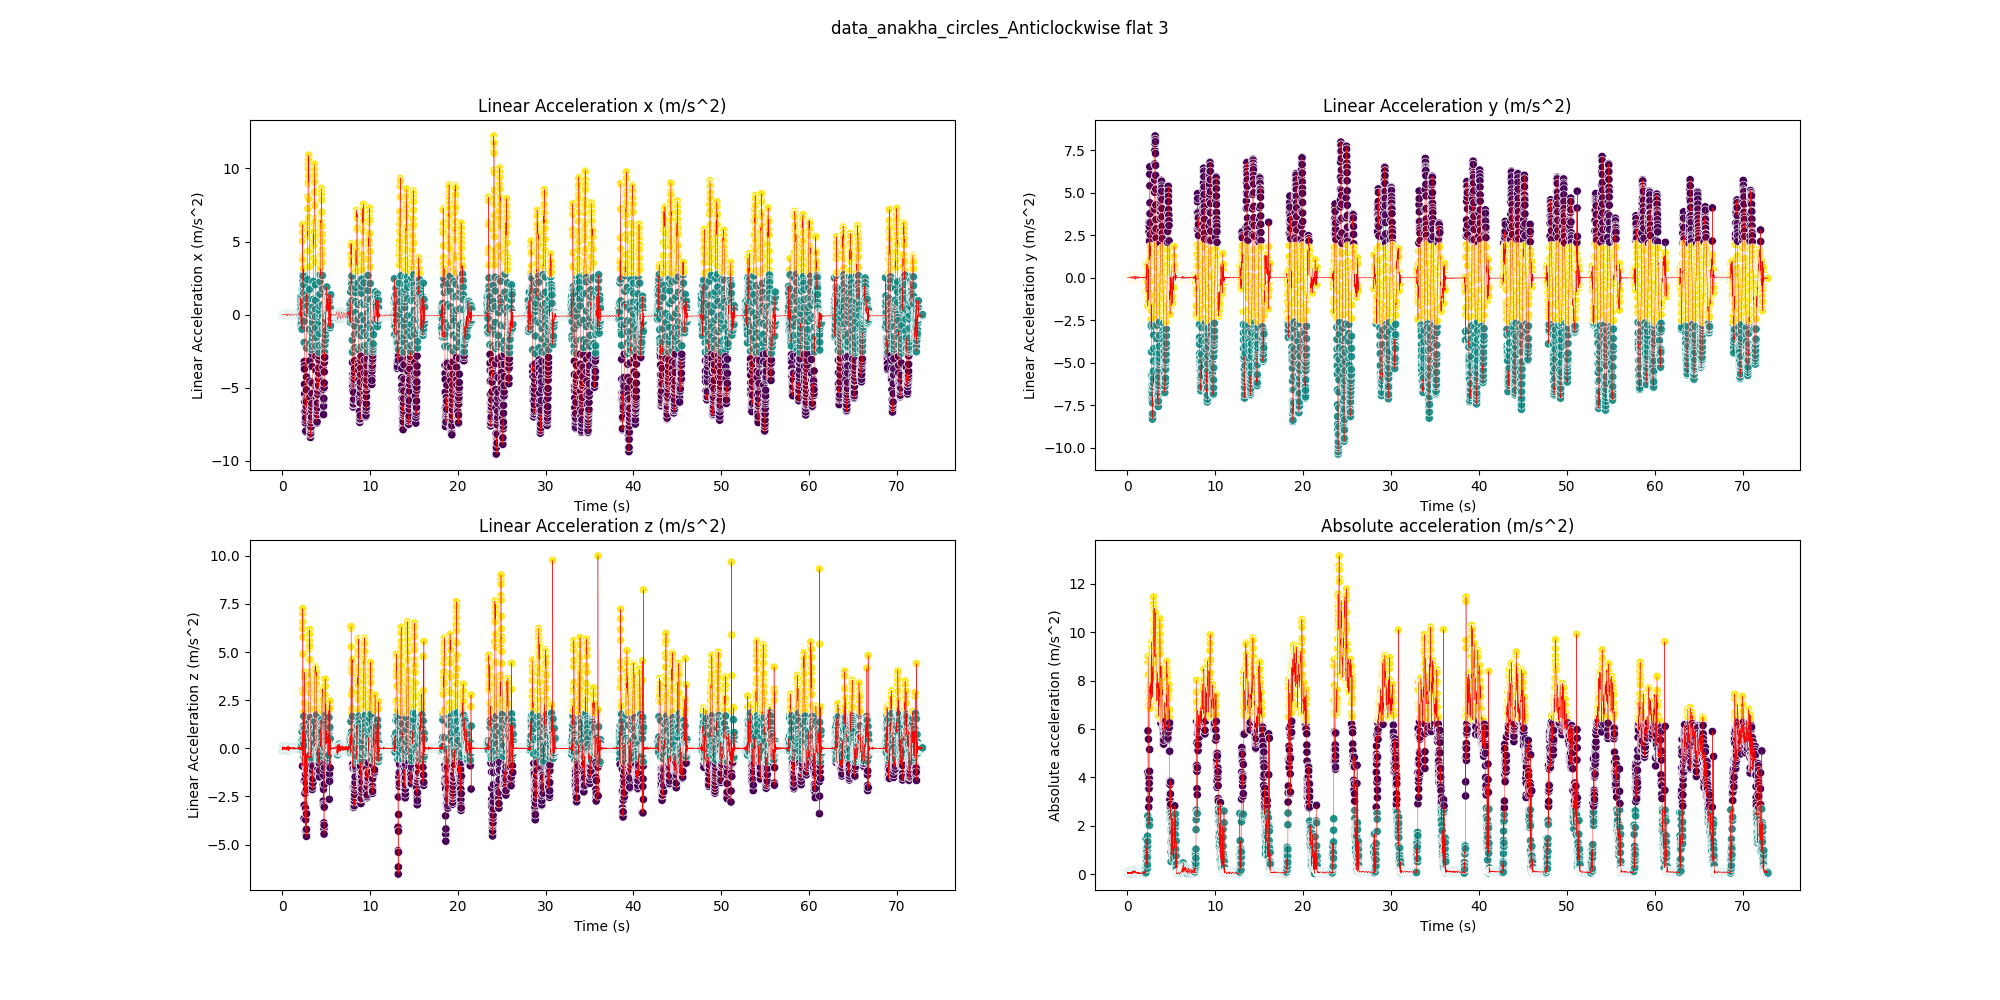 data_anakha_circles_Anticlockwise flat 3
Linear Acceleration x (m/s^2)
Linear Acceleration x (m/s^2)
10
5
0
−5
−10
0 10 20 30 40 50 60 70
Time (s)
Linear Acceleration y (m/s^2)
Linear Acceleration y (m/s^2)
7.5
5.0
2.5
0.0
−2.5
−5.0
−7.5
−10.0
0 10 20 30 40 50 60 70
Time (s)
Linear Acceleration z (m/s^2)
Linear Acceleration z (m/s^2)
10.0
7.5
5.0
2.5
0.0
−2.5
−5.0
0 10 20 30 40 50 60 70
Time (s)
Absolute acceleration (m/s^2)
Absolute acceleration (m/s^2)
12
10
8
6
4
2
0
0 10 20 30 40 50 60 70
Time (s)